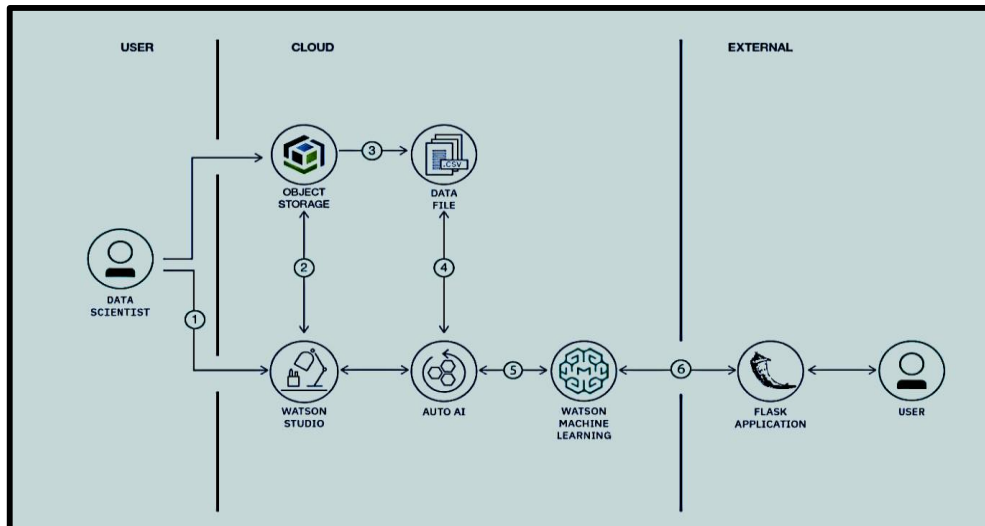 USER
CLOUD
EXTERNAL
3
.CSV
OBJECT
STORAGE
DATA
FILE
2
4
DATA
SCIENTIST
1
5
6
WATSON
STUDIO
AUTO AI
WATSON
MACHINE
LEARNING
FLASK
APPLICATION
USER